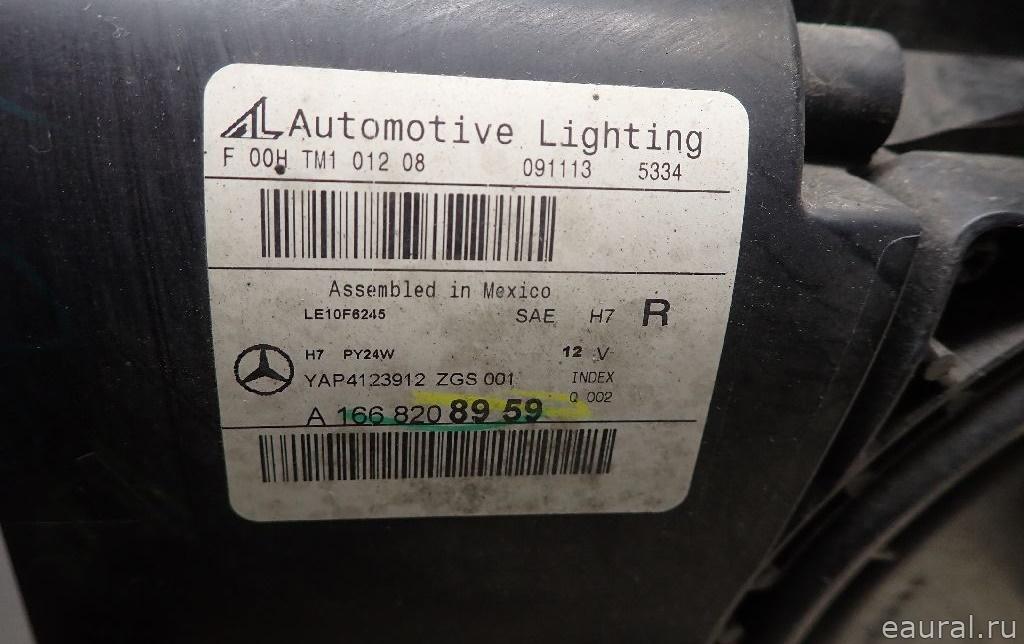 AL Automotive Lighting
F 00H TM1 012 08 091113 5334
Assembled in Mexico
LE10F6245 SAE H7 R
H7 PY24W 12 V
YAP4123912 ZGS 001 INDEX
Q 002
A 166 820 89 59
eaural.ru